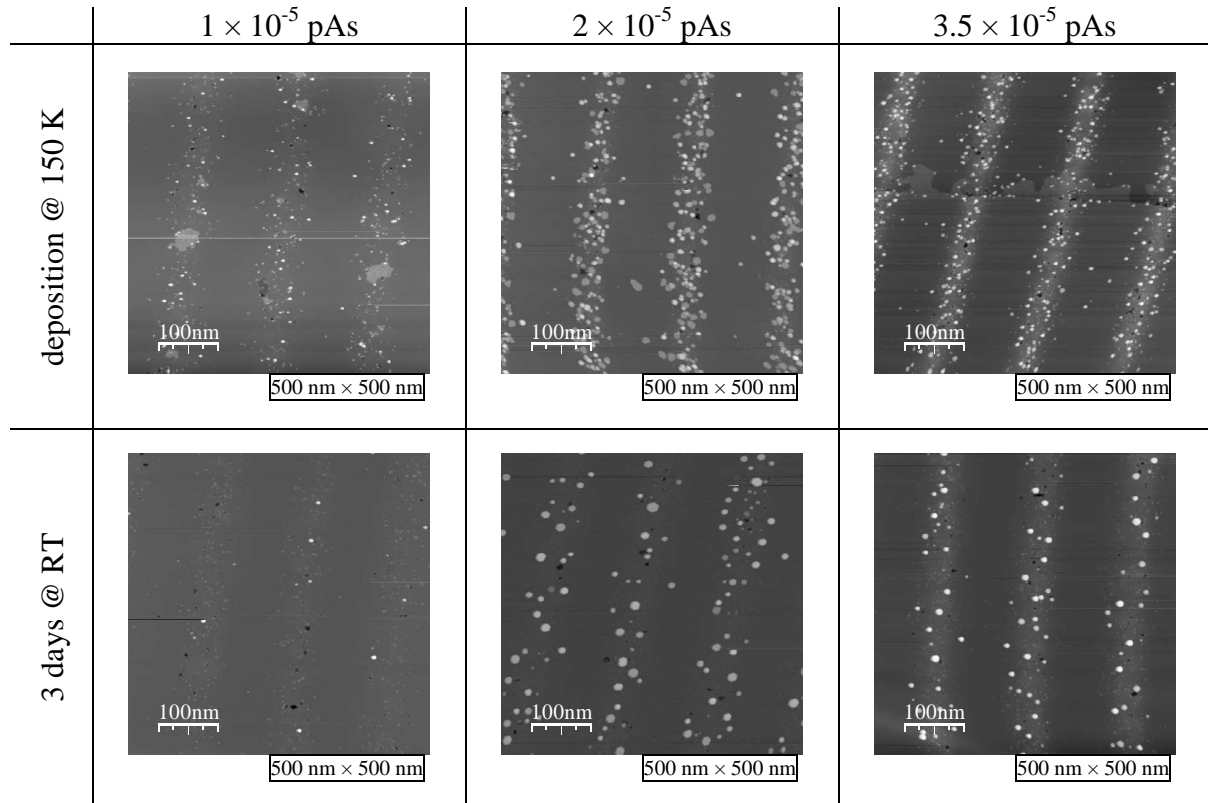 1 × 10⁻⁵ pAs 2 × 10⁻⁵ pAs 3.5 × 10⁻⁵ pAs
deposition @ 150 K
100nm 100nm 100nm
500 nm × 500 nm 500 nm × 500 nm 500 nm × 500 nm
3 days @ RT
100nm 100nm 100nm
500 nm × 500 nm 500 nm × 500 nm 500 nm × 500 nm